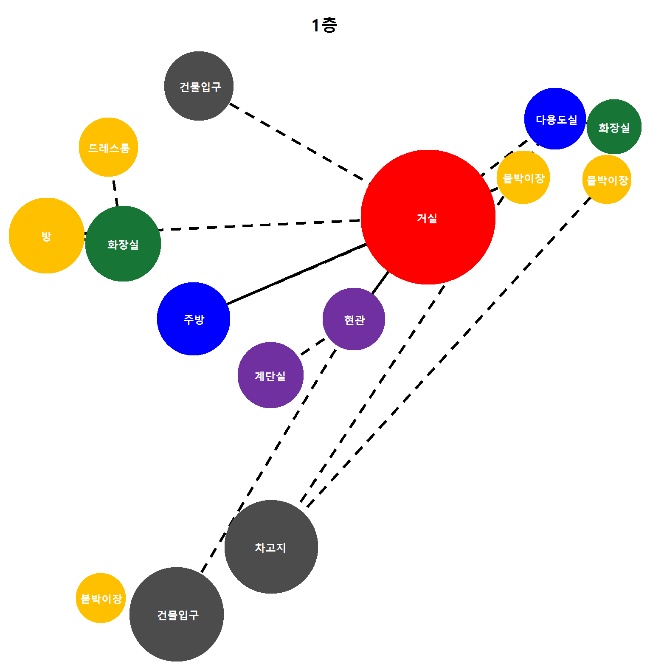 1층
건물입구
다용도실
화장실
드레스룸
붙박이장
붙박이장
거실
방
화장실
주방
현관
계단실
차고지
붙박이장
건물입구